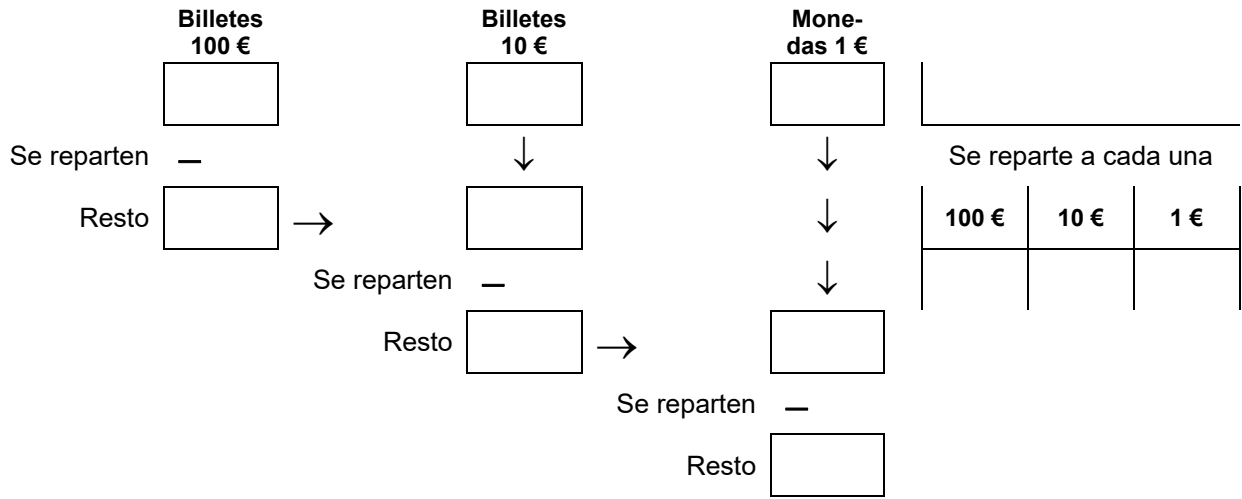 Billetes Billetes Mone-
100 € 10 € das 1 €
Se reparten – ↓ ↓ Se reparte a cada una
Resto → ↓ 100 € 10 € 1 €
Se reparten – ↓
Resto →
Se reparten –
Resto